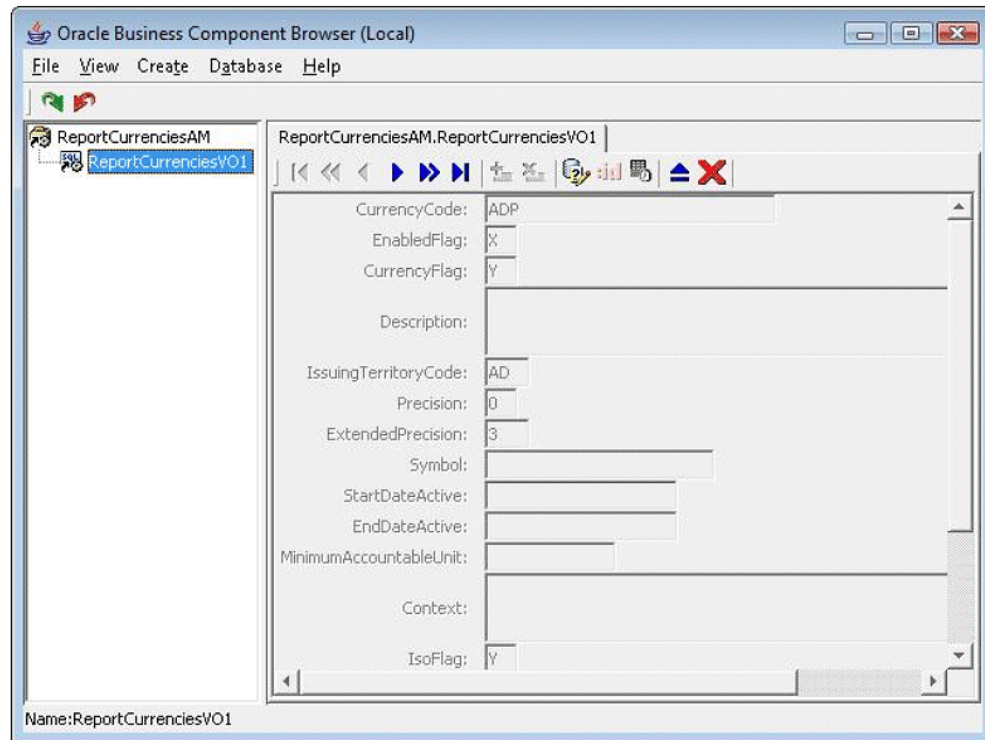 Oracle Business Component Browser (Local)
File View Create Database Help
ReportCurrenciesAM
ReportCurrenciesVO1
ReportCurrenciesAM.ReportCurrenciesVO1
CurrencyCode: ADP
EnabledFlag: X
CurrencyFlag: Y
Description:
IssuingTerritoryCode: AD
Precision: 0
ExtendedPrecision: 3
Symbol:
StartDateActive:
EndDateActive:
MinimumAccountableUnit:
Context:
IsoFlag: Y
Name:ReportCurrenciesVO1